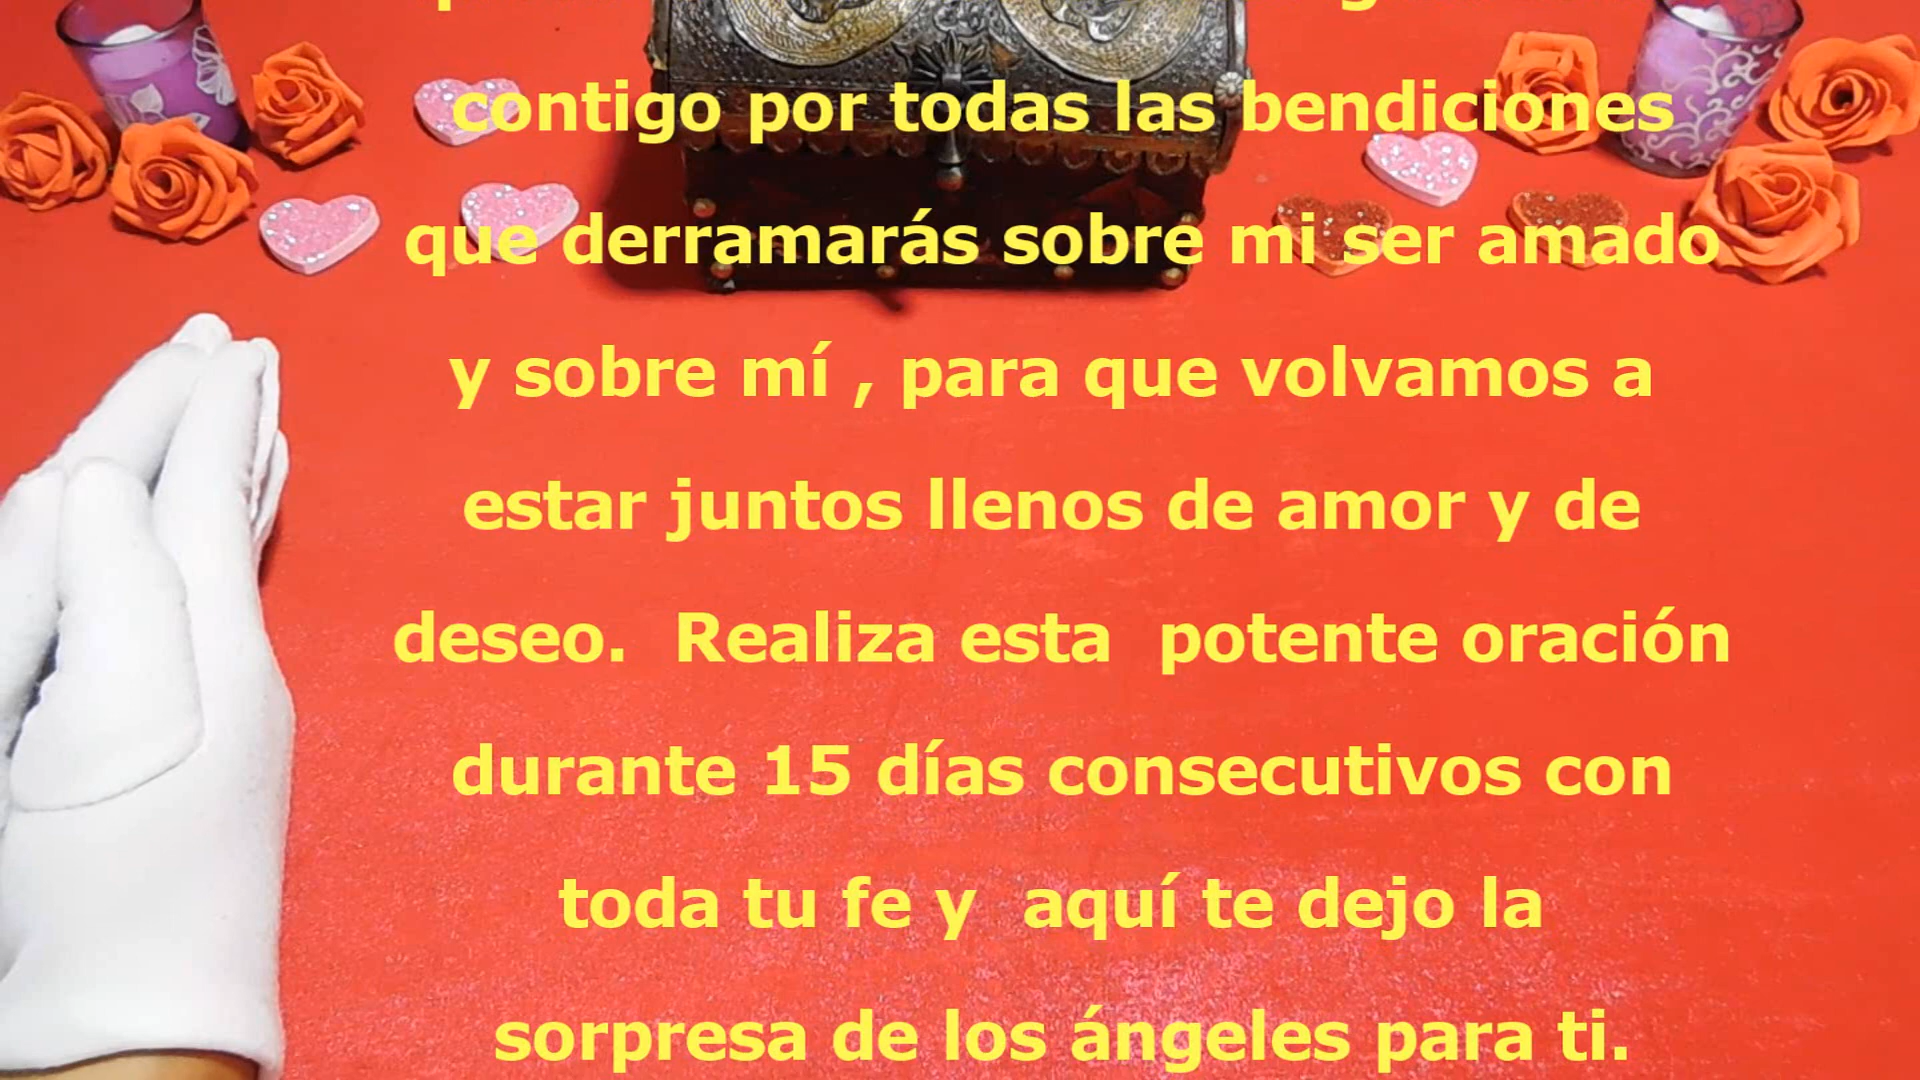 contigo por todas las bendiciones
que derramarás sobre mi ser amado
y sobre mí , para que volvamos a
estar juntos llenos de amor y de
deseo.  Realiza esta  potente oración
durante 15 días consecutivos con
toda tu fe y  aquí te dejo la
sorpresa de los ángeles para ti.